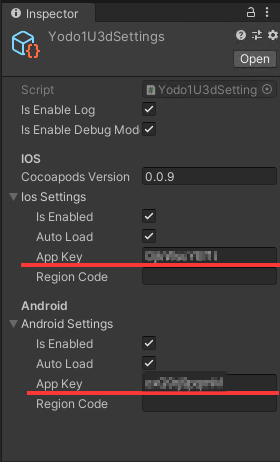 Inspector
Yodo1U3dSettings
Open
Script Yodo1U3dSetting
Is Enable Log
Is Enable Debug Mod
IOS
Cocoapods Version 0.0.9
Ios Settings
Is Enabled
Auto Load
App Key
Region Code
Android
Android Settings
Is Enabled
Auto Load
App Key
Region Code